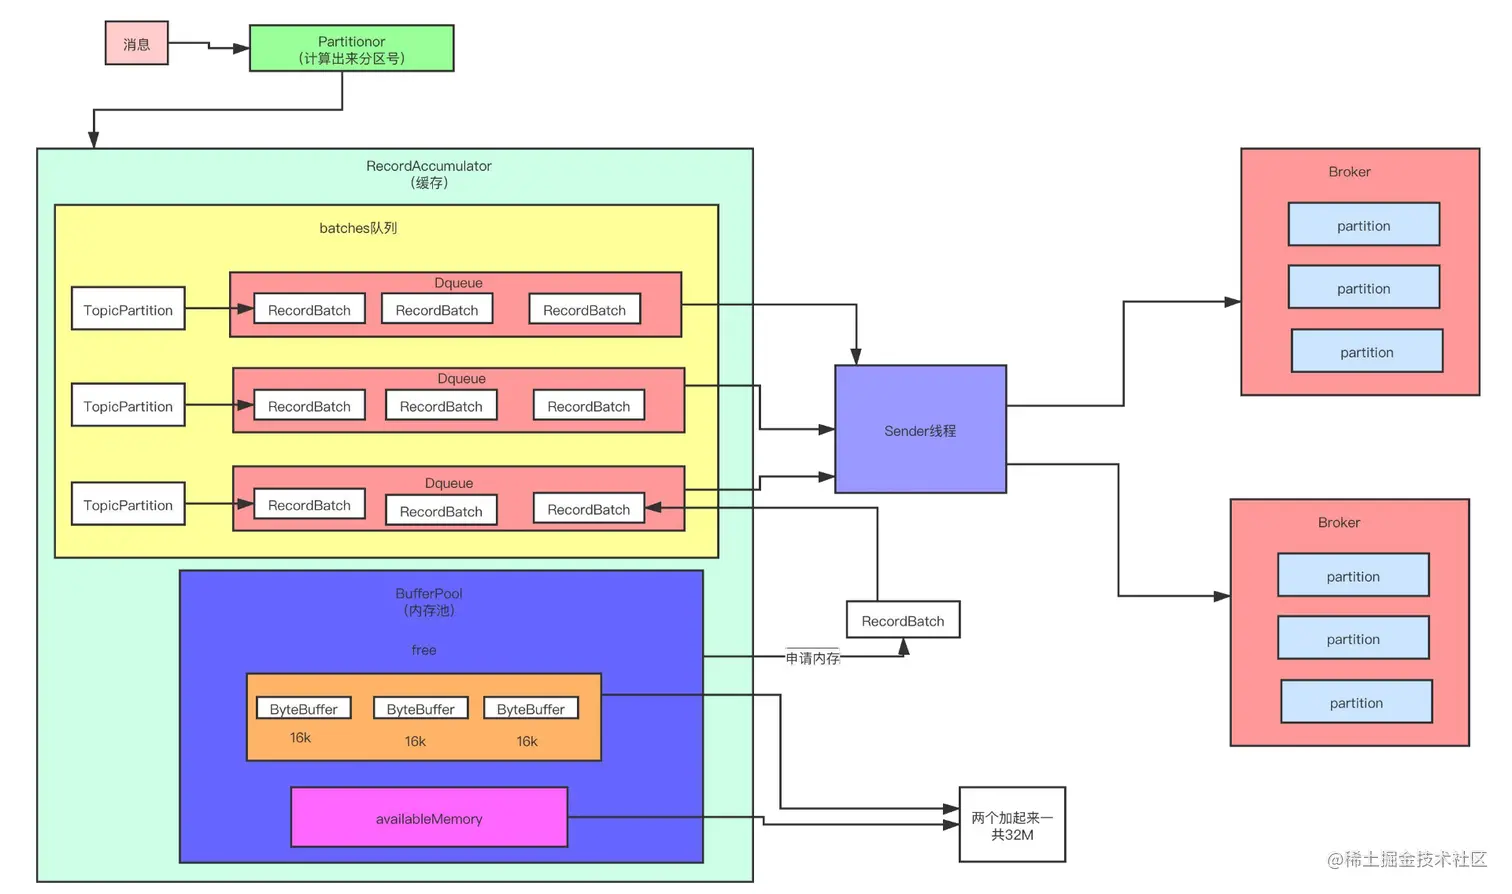 消息
Partitionor
（计算出来分区号）
RecordAccumulator
（缓存）
batches队列
Dqueue
TopicPartition
RecordBatch
RecordBatch
RecordBatch
Dqueue
TopicPartition
RecordBatch
RecordBatch
RecordBatch
Dqueue
TopicPartition
RecordBatch
RecordBatch
RecordBatch
BufferPool
（内存池）
free
ByteBuffer
ByteBuffer
ByteBuffer
16k
16k
16k
availableMemory
申请内存
RecordBatch
两个加起来一
共32M
Sender线程
Broker
partition
partition
partition
Broker
partition
partition
partition
@稀土掘金技术社区